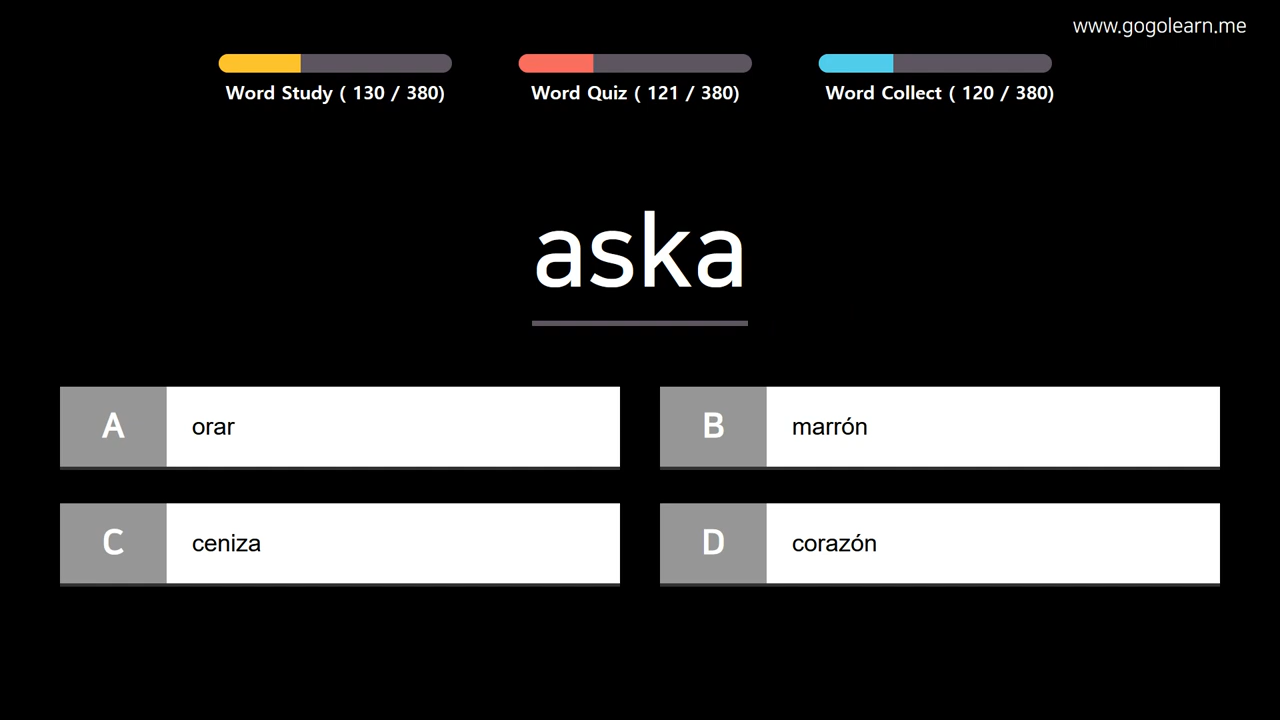 www.gogolearn.me
Word Study ( 130 / 380)
Word Quiz ( 121 / 380)
Word Collect ( 120 / 380)
aska
A orar
B marrón
C ceniza
D corazón